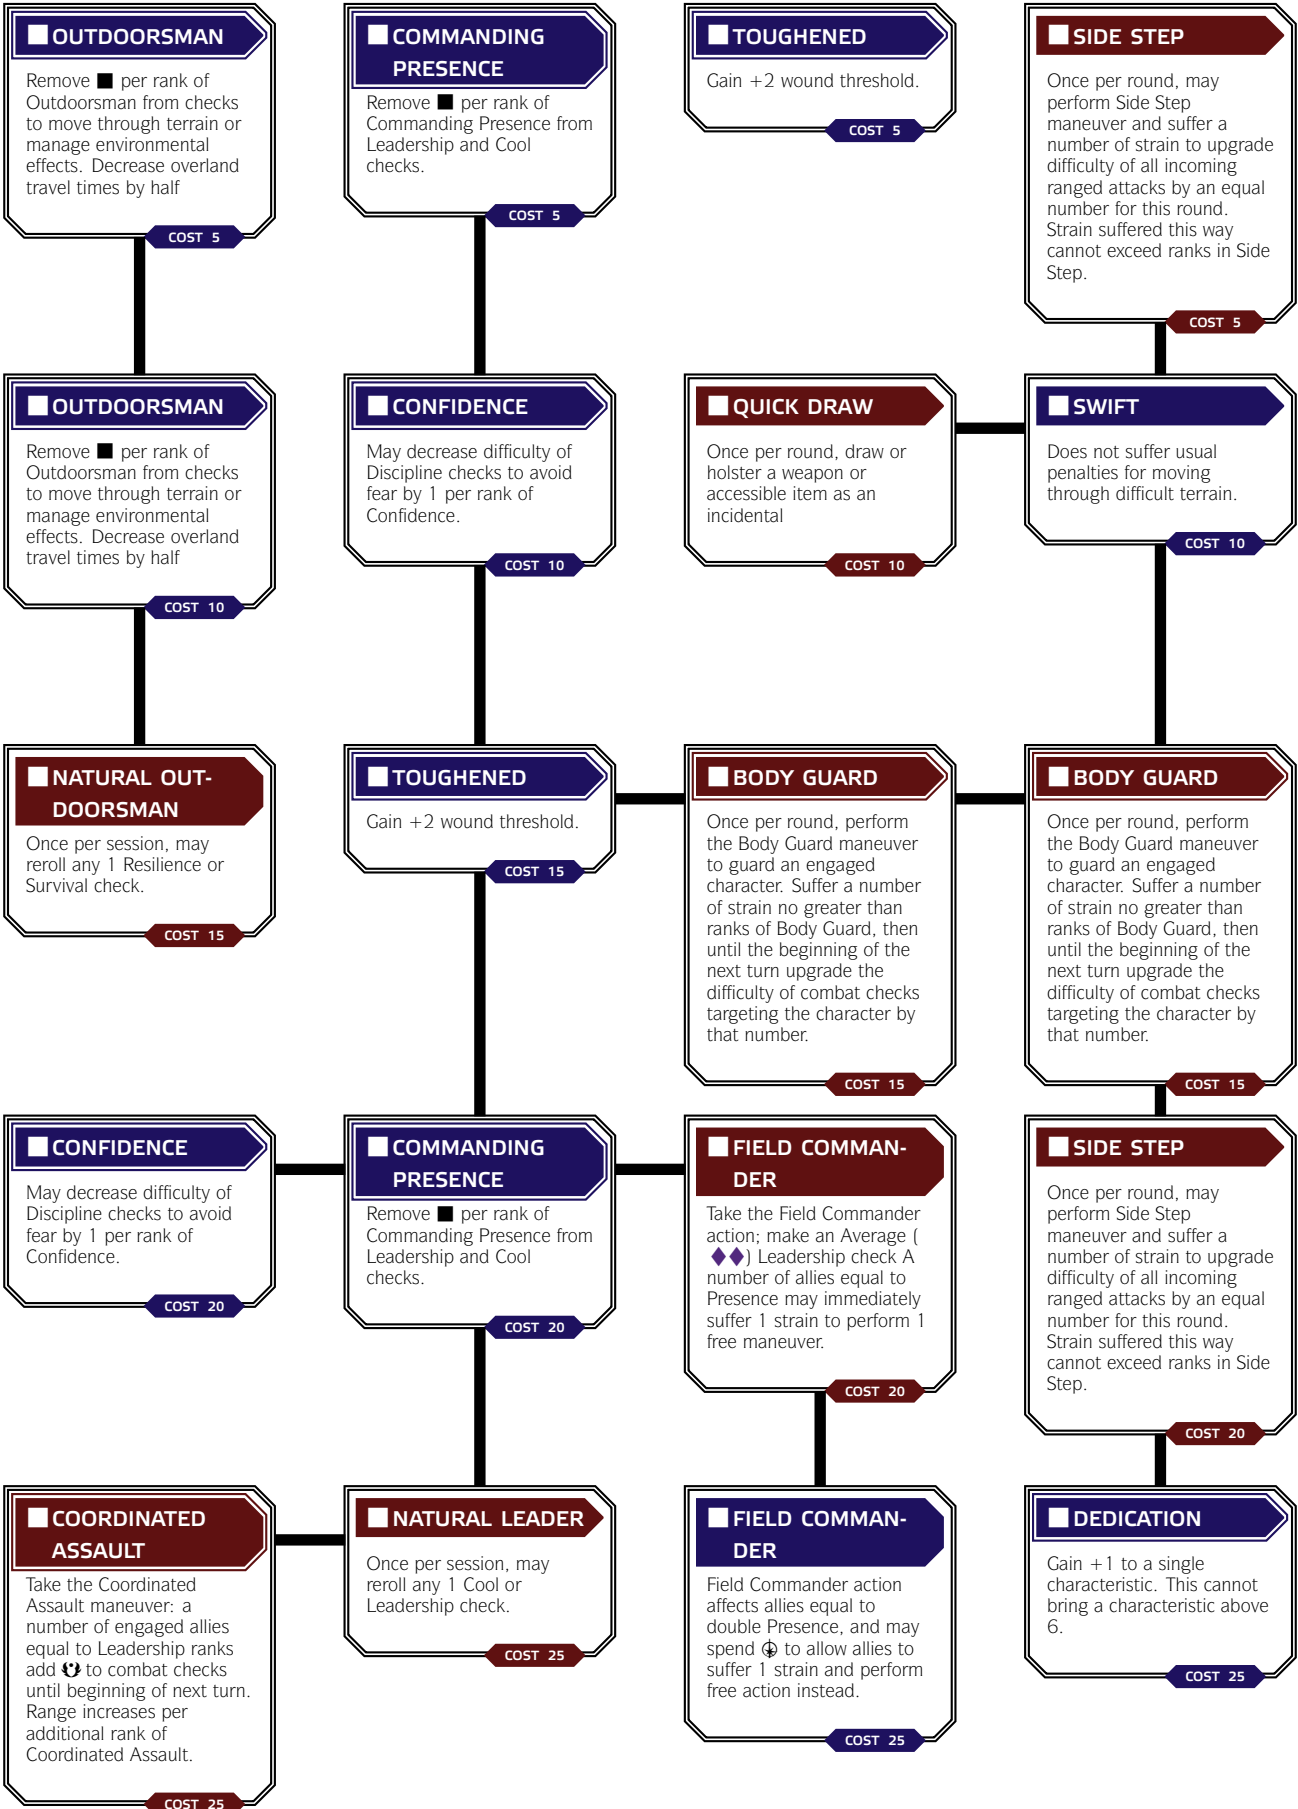 OUTDOORSMAN
Remove ■ per rank of
Outdoorsman from checks
to move through terrain or
manage environmental
effects. Decrease overland
travel times by half
COST 5
COMMANDING
PRESENCE
Remove ■ per rank of
Commanding Presence from
Leadership and Cool
checks.
COST 5
TOUGHENED
Gain +2 wound threshold.
COST 5
SIDE STEP
Once per round, may
perform Side Step
maneuver and suffer a
number of strain to upgrade
difficulty of all incoming
ranged attacks by an equal
number for this round.
Strain suffered this way
cannot exceed ranks in Side
Step.
COST 5
OUTDOORSMAN
Remove ■ per rank of
Outdoorsman from checks
to move through terrain or
manage environmental
effects. Decrease overland
travel times by half
COST 10
CONFIDENCE
May decrease difficulty of
Discipline checks to avoid
fear by 1 per rank of
Confidence.
COST 10
QUICK DRAW
Once per round, draw or
holster a weapon or
accessible item as an
incidental
COST 10
SWIFT
Does not suffer usual
penalties for moving
through difficult terrain.
COST 10
NATURAL OUT-
DOORSMAN
Once per session, may
reroll any 1 Resilience or
Survival check.
COST 15
TOUGHENED
Gain +2 wound threshold.
COST 15
BODY GUARD
Once per round, perform
the Body Guard maneuver
to guard an engaged
character. Suffer a number
of strain no greater than
ranks of Body Guard, then
until the beginning of the
next turn upgrade the
difficulty of combat checks
targeting the character by
that number.
COST 15
BODY GUARD
Once per round, perform
the Body Guard maneuver
to guard an engaged
character. Suffer a number
of strain no greater than
ranks of Body Guard, then
until the beginning of the
next turn upgrade the
difficulty of combat checks
targeting the character by
that number.
COST 15
CONFIDENCE
May decrease difficulty of
Discipline checks to avoid
fear by 1 per rank of
Confidence.
COST 20
COMMANDING
PRESENCE
Remove ■ per rank of
Commanding Presence from
Leadership and Cool
checks.
COST 20
FIELD COMMAN-
DER
Take the Field Commander
action; make an Average (
◆◆) Leadership check A
number of allies equal to
Presence may immediately
suffer 1 strain to perform 1
free maneuver.
COST 20
SIDE STEP
Once per round, may
perform Side Step
maneuver and suffer a
number of strain to upgrade
difficulty of all incoming
ranged attacks by an equal
number for this round.
Strain suffered this way
cannot exceed ranks in Side
Step.
COST 20
COORDINATED
ASSAULT
Take the Coordinated
Assault maneuver: a
number of engaged allies
equal to Leadership ranks
add to combat checks
until beginning of next turn.
Range increases per
additional rank of
Coordinated Assault.
COST 25
NATURAL LEADER
Once per session, may
reroll any 1 Cool or
Leadership check.
COST 25
FIELD COMMAN-
DER
Field Commander action
affects allies equal to
double Presence, and may
spend to allow allies to
suffer 1 strain and perform
free action instead.
COST 25
DEDICATION
Gain +1 to a single
characteristic. This cannot
bring a characteristic above
6.
COST 25